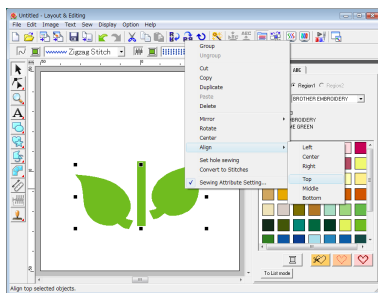 Untitled - Layout & Editing
File Edit Image Text Sew Display Option Help
Zigzag Stitch
Group
Ungroup
Cut
Copy
Duplicate
Paste
Delete
Mirror
Rotate
Center
Align
Set hole sewing
Convert to Stitches
Sewing Attribute Setting...
Left
Center
Right
Top
Middle
Bottom
ABC
Region1 Region2
BROTHER EMBROIDERY
BROTHER EMBROIDERY
GREEN
To List mode
Align top selected objects.